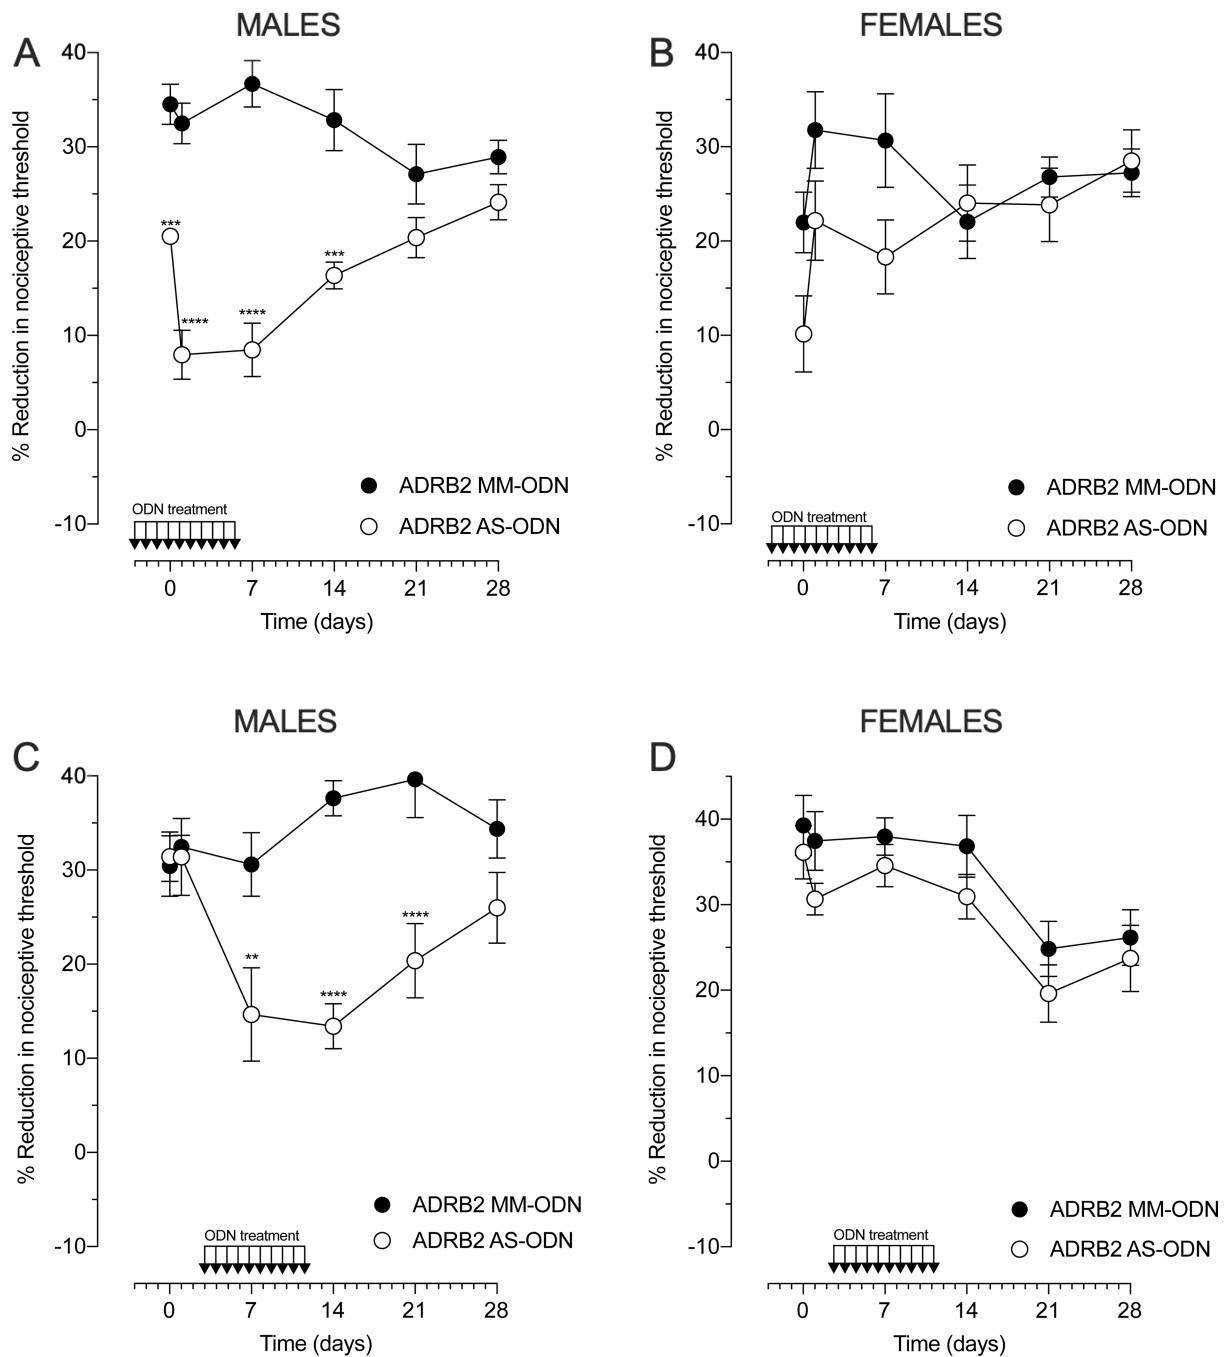 MALES
A
40
30
20
10
0
-10
% Reduction in nociceptive threshold
***
****
****
***
ADRB2 MM-ODN
ADRB2 AS-ODN
ODN treatment
0 7 14 21 28
Time (days)
FEMALES
B
40
30
20
10
0
-10
% Reduction in nociceptive threshold
ADRB2 MM-ODN
ADRB2 AS-ODN
ODN treatment
0 7 14 21 28
Time (days)
MALES
C
40
30
20
10
0
-10
% Reduction in nociceptive threshold
**
****
****
ADRB2 MM-ODN
ADRB2 AS-ODN
ODN treatment
0 7 14 21 28
Time (days)
FEMALES
D
40
30
20
10
0
-10
% Reduction in nociceptive threshold
ADRB2 MM-ODN
ADRB2 AS-ODN
ODN treatment
0 7 14 21 28
Time (days)